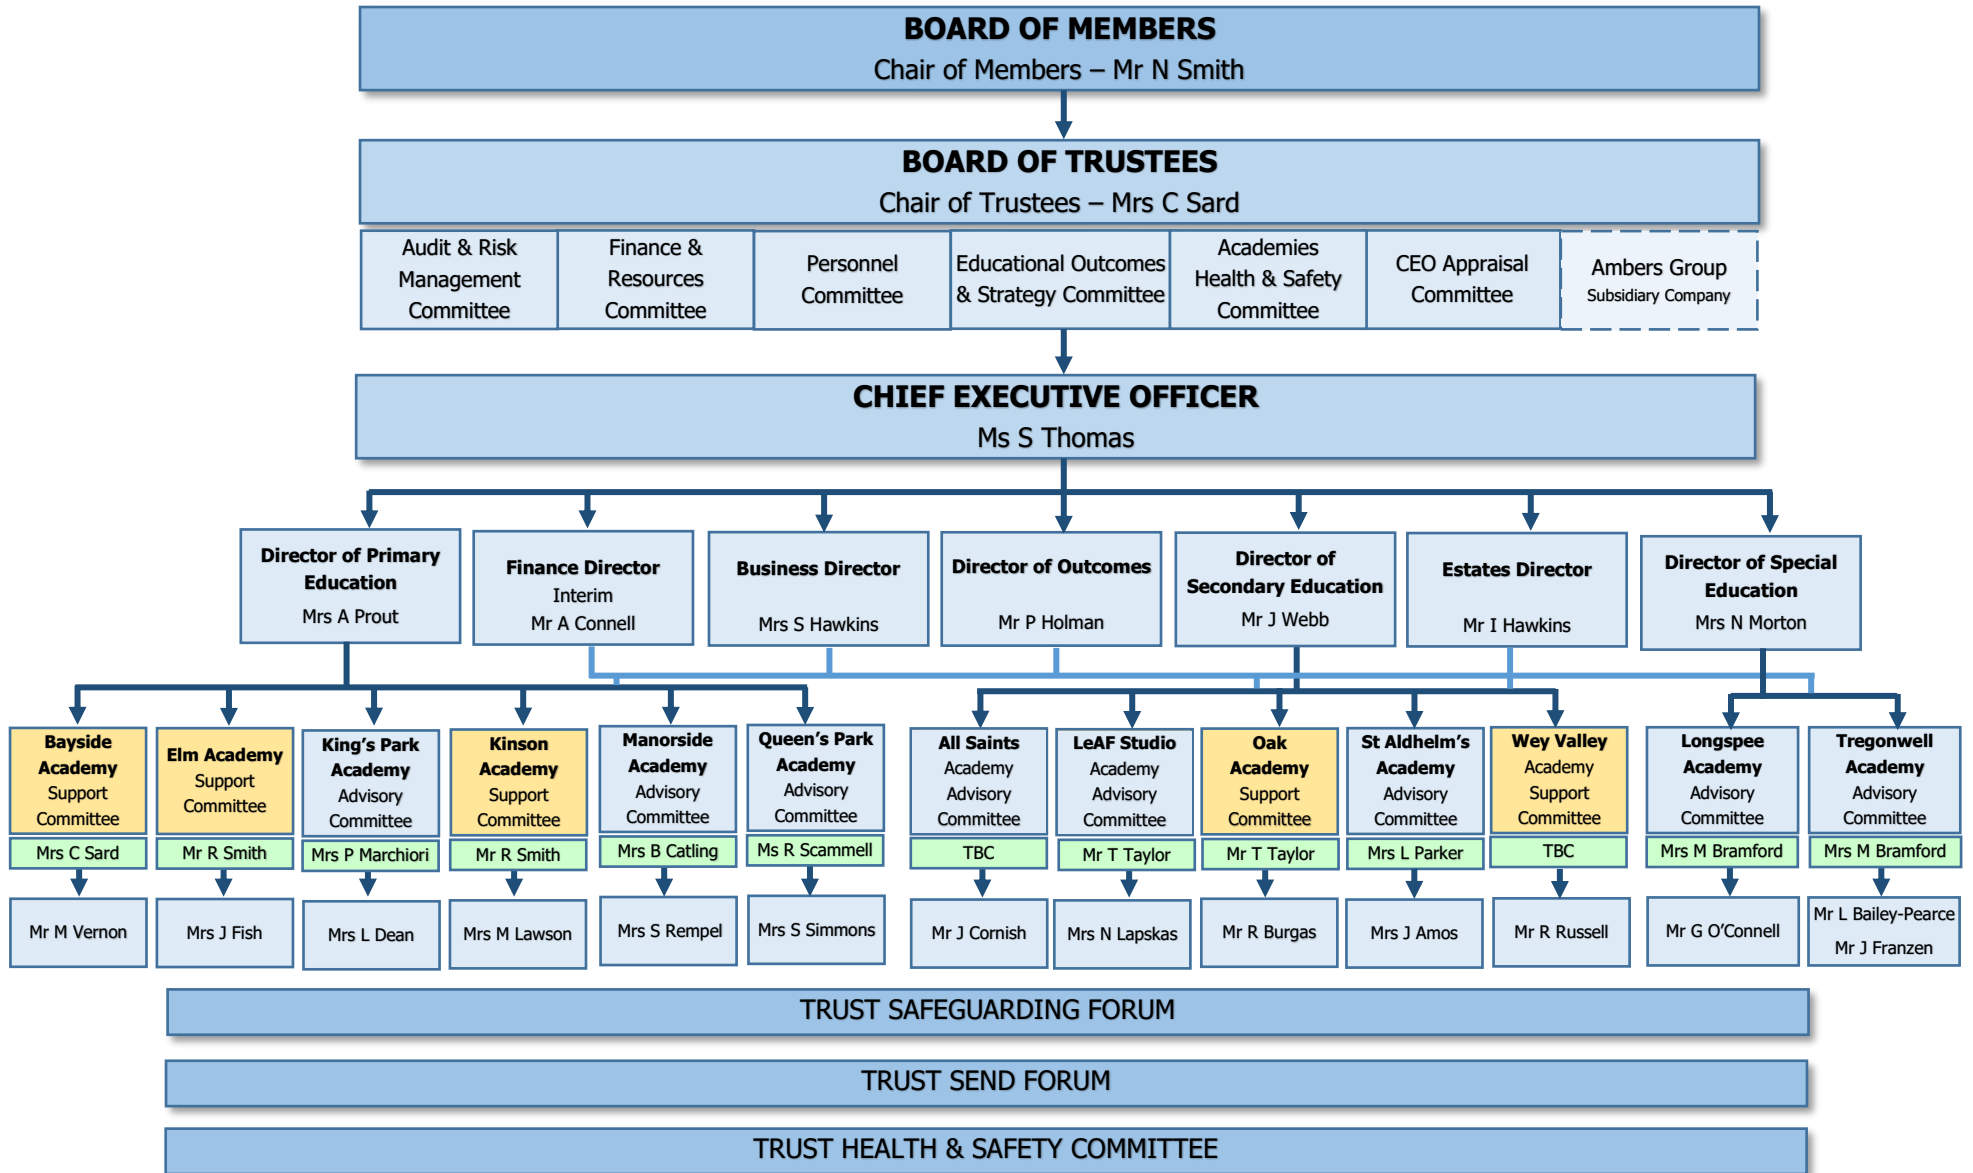 BOARD OF MEMBERS
Chair of Members – Mr N Smith
BOARD OF TRUSTEES
Chair of Trustees – Mrs C Sard
Audit & Risk
Management
Committee
Finance &
Resources
Committee
Personnel
Committee
Educational Outcomes
& Strategy Committee
Academies
Health & Safety
Committee
CEO Appraisal
Committee
Ambers Group
Subsidiary Company
CHIEF EXECUTIVE OFFICER
Ms S Thomas
Director of Primary
Education
Mrs A Prout
Finance Director
Interim
Mr A Connell
Business Director
Mrs S Hawkins
Director of Outcomes
Mr P Holman
Director of
Secondary Education
Mr J Webb
Estates Director
Mr I Hawkins
Director of Special
Education
Mrs N Morton
Bayside
Academy
Support
Committee
Mrs C Sard
Mr M Vernon
Elm Academy
Support
Committee
Mr R Smith
Mrs J Fish
King's Park
Academy
Advisory
Committee
Mrs P Marchiori
Mrs L Dean
Kinson
Academy
Support
Committee
Mr R Smith
Mrs M Lawson
Manorside
Academy
Advisory
Committee
Mrs B Catling
Mrs S Rempel
Queen's Park
Academy
Advisory
Committee
Ms R Scammell
Mrs S Simmons
All Saints
Academy
Advisory
Committee
TBC
Mr J Cornish
LeAF Studio
Academy
Advisory
Committee
Mr T Taylor
Mrs N Lapskas
Oak
Academy
Support
Committee
Mr T Taylor
Mr R Burgas
St Aldhelm's
Academy
Advisory
Committee
Mrs L Parker
Mrs J Amos
Wey Valley
Academy
Support
Committee
TBC
Mr R Russell
Longspee
Academy
Advisory
Committee
Mrs M Bramford
Mr G O'Connell
Tregonwell
Academy
Advisory
Committee
Mrs M Bramford
Mr L Bailey-Pearce
Mr J Franzen
TRUST SAFEGUARDING FORUM
TRUST SEND FORUM
TRUST HEALTH & SAFETY COMMITTEE